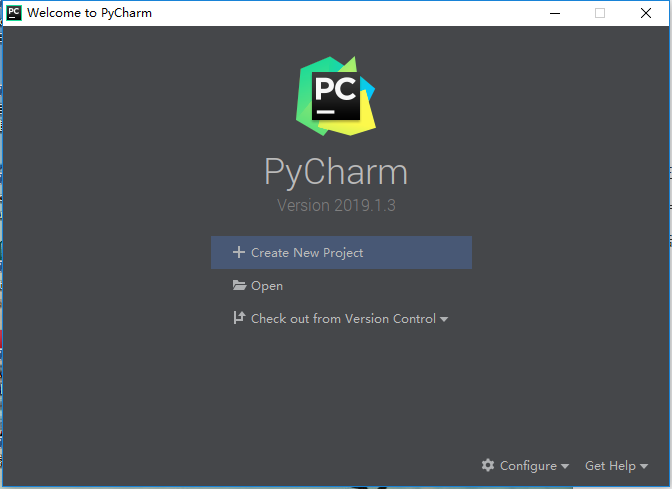 PC Welcome to PyCharm
PC
PyCharm
Version 2019.1.3
Create New Project
Open
Check out from Version Control
Configure Get Help